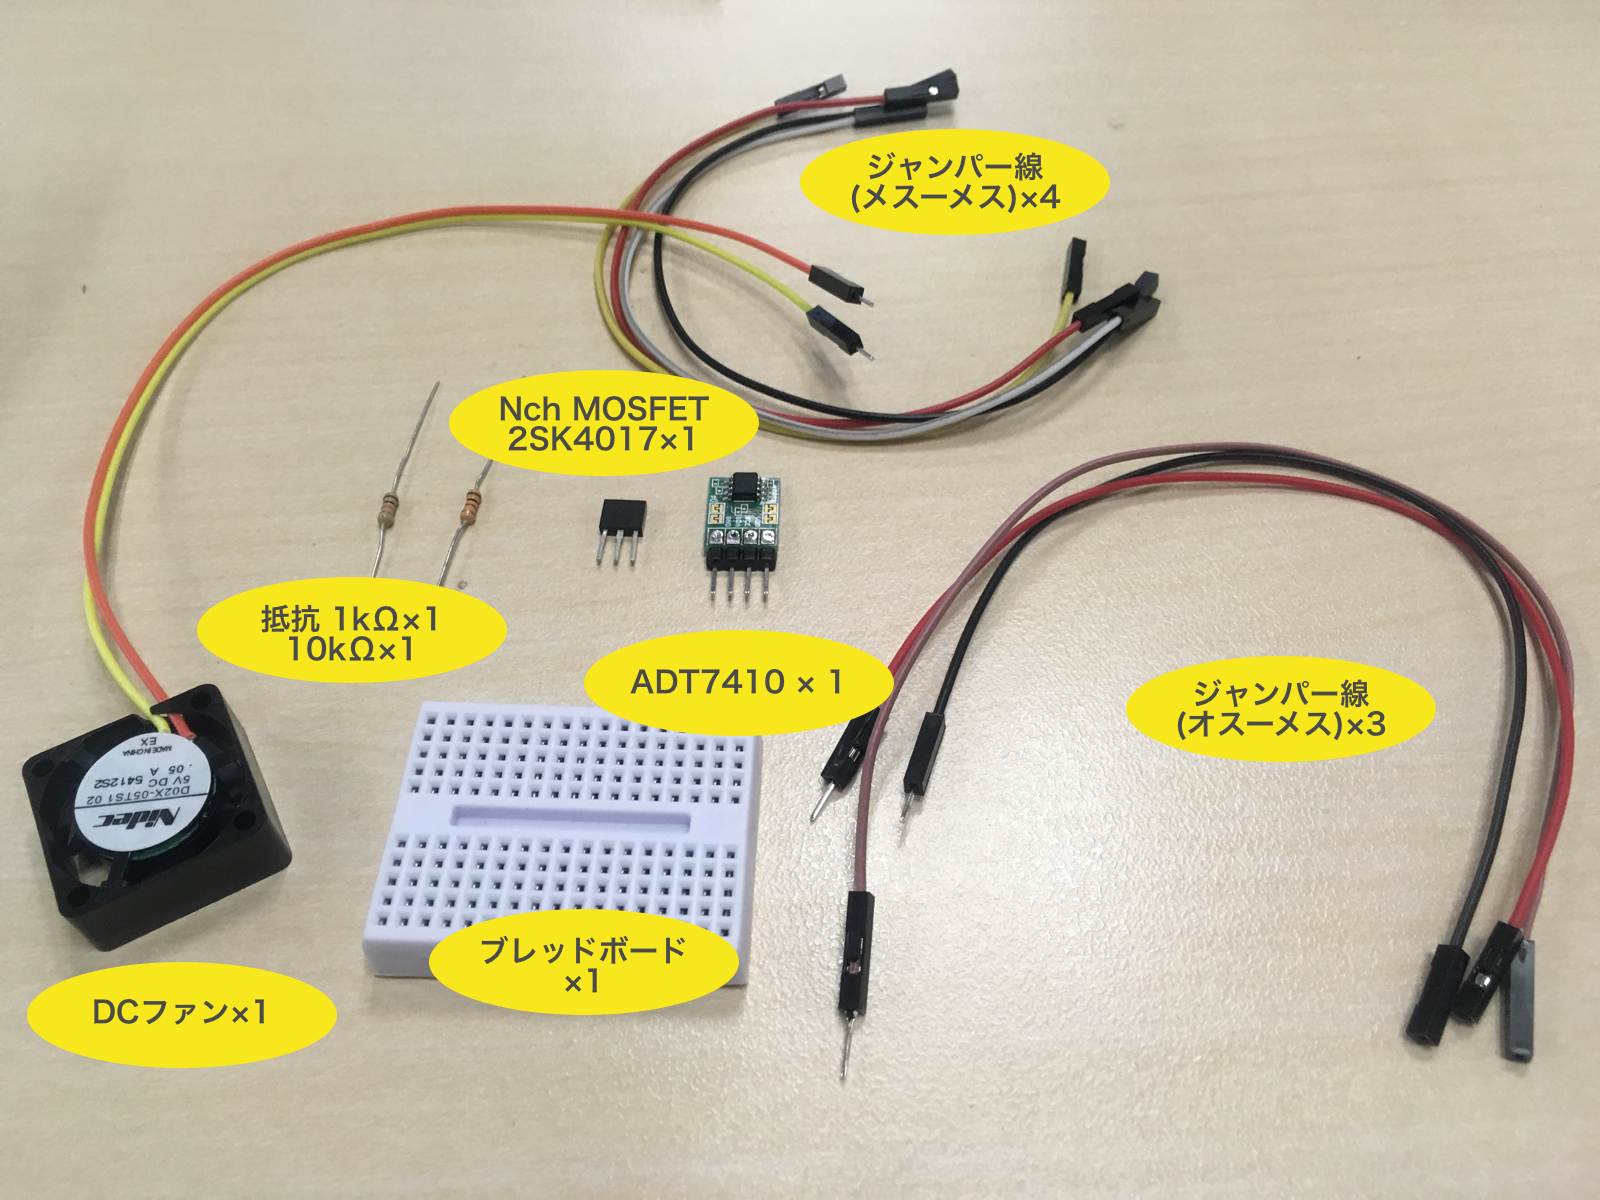 ジャンパー線
(メスーメス)×4
Nch MOSFET
2SK4017×1
抵抗 1kΩ×1
10kΩ×1
ADT7410 × 1
ジャンパー線
(オスーメス)×3
ブレッドボード
×1
DCファン×1
Nidec
D02X-05TS1 02
5V DC 5412S2
.05 A
MADE IN CHINA
EX